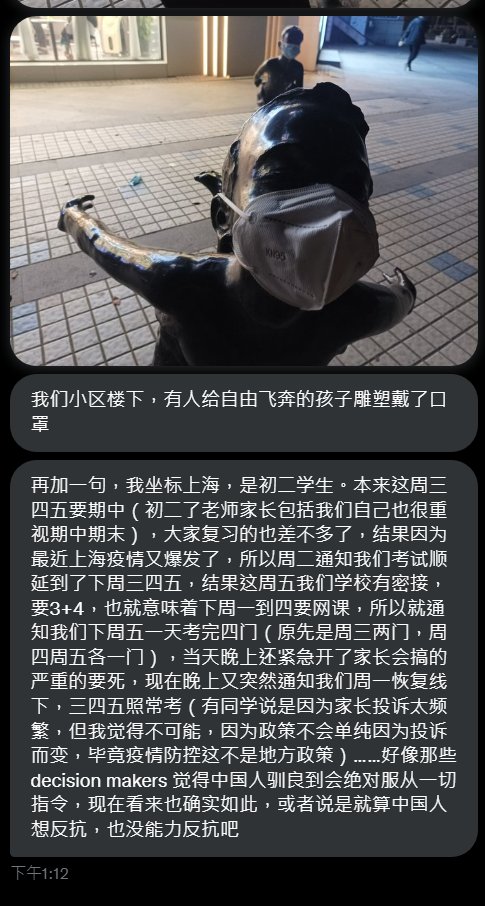 KN95
我们小区楼下，有人给自由飞奔的孩子雕塑戴了口
罩
再加一句，我坐标上海，是初二学生。本来这周三
四五要期中（初二了老师家长包括我们自己也很重
视期中期末），大家复习的也差不多了，结果因为
最近上海疫情又爆发了，所以周二通知我们考试顺
延到了下周三四五，结果这周五我们学校有密接，
要3+4，也就意味着下周一到四要网课，所以就通
知我们下周五一天考完四门（原先是周三两门，周
四周五各一门），当天晚上还紧急开了家长会搞的
严重的要死，现在晚上又突然通知我们周一恢复线
下，三四五照常考（有同学说是因为家长投诉太频
繁，但我觉得不可能，因为政策不会单纯因为投诉
而变，毕竟疫情防控这不是地方政策）……好像那些
decision makers 觉得中国人驯良到会绝对服从一切
指令，现在看来也确实如此，或者说是就算中国人
想反抗，也没能力反抗吧
下午1:12